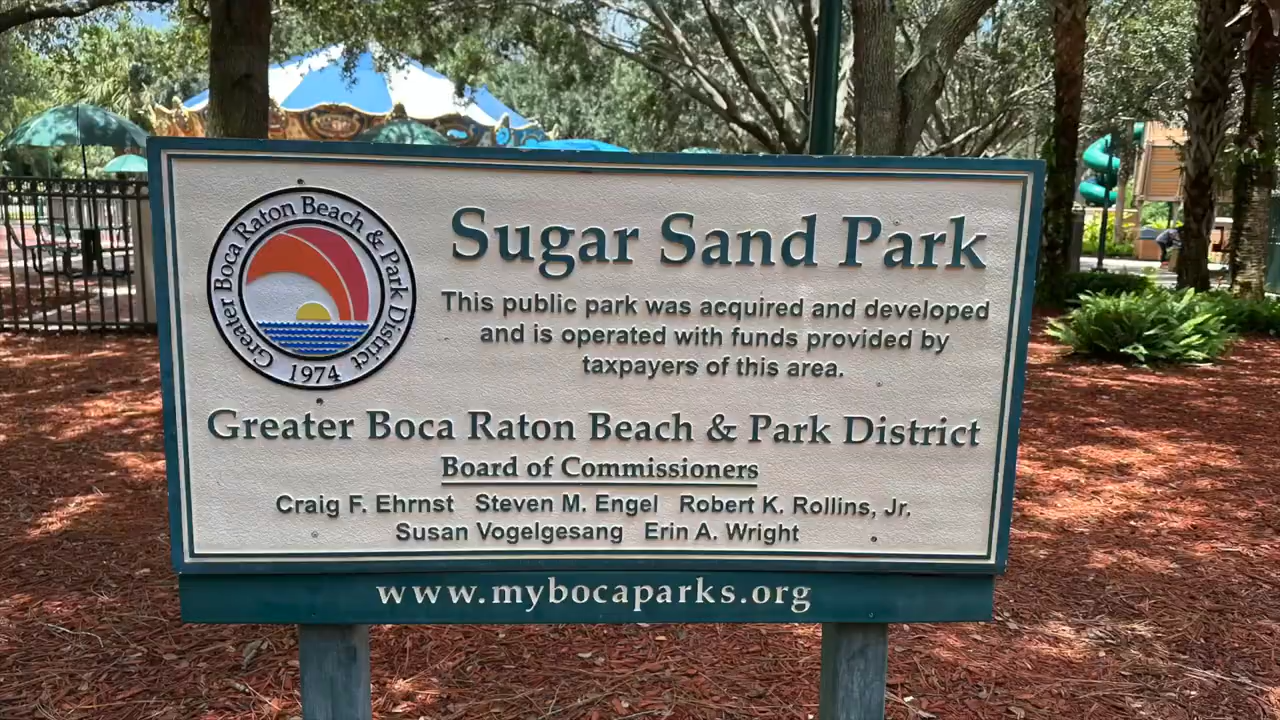 Greater Boca Raton Beach & Park District
1974
Sugar Sand Park
This public park was acquired and developed
and is operated with funds provided by
taxpayers of this area.
Greater Boca Raton Beach & Park District
Board of Commissioners
Craig F. Ehrnst Steven M. Engel Robert K. Rollins, Jr.
Susan Vogelgesang Erin A. Wright
www.mybocaparks.org